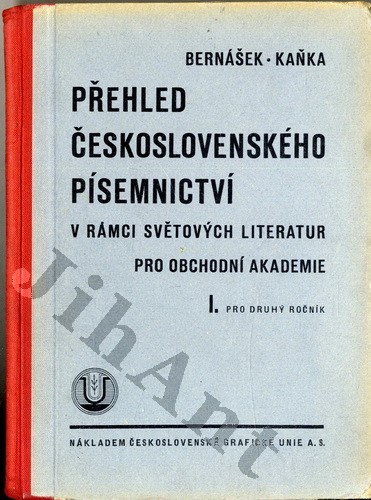 BERNÁŠEK · KAŇKA
PŘEHLED
ČESKOSLOVENSKÉHO
PÍSEMNICTVÍ
V RÁMCI SVĚTOVÝCH LITERATUR
PRO OBCHODNÍ AKADEMIE
I. PRO DRUHÝ ROČNÍK
JihAnt
NÁKLADEM ČESKOSLOVENSKÉ GRAFICKÉ UNIE A. S.